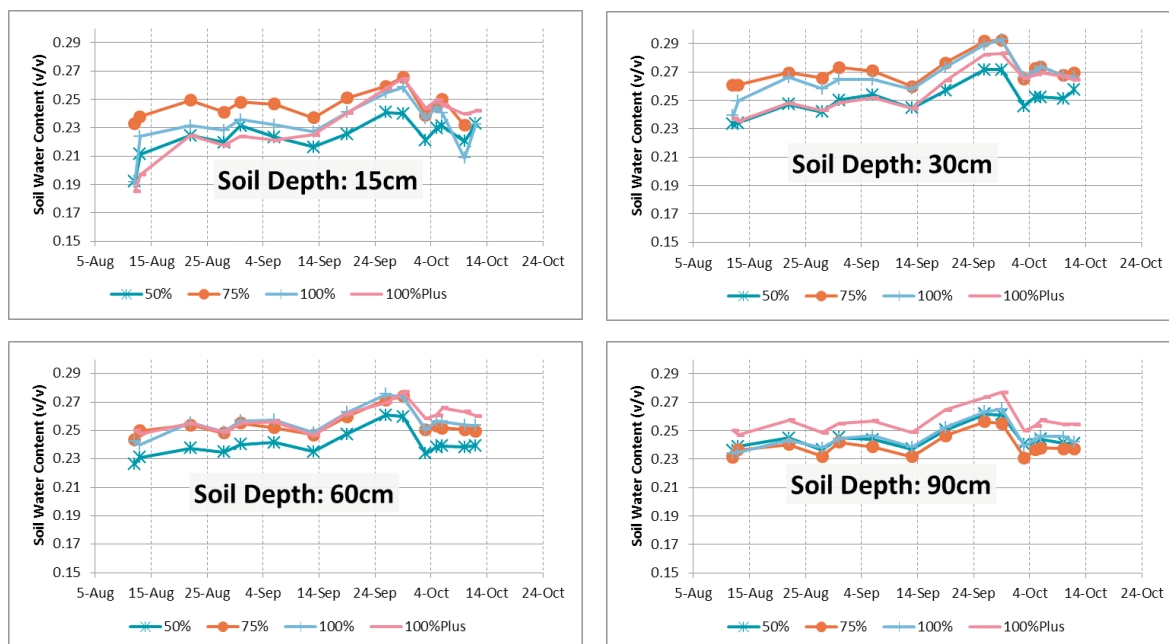 Soil Water Content (v/v)
0.29
0.27
0.25
0.23
0.21
0.19
0.17
0.15
Soil Depth: 15cm
5-Aug 15-Aug 25-Aug 4-Sep 14-Sep 24-Sep 4-Oct 14-Oct 24-Oct
50% 75% 100% 100%Plus
Soil Water Content (v/v)
0.29
0.27
0.25
0.23
0.21
0.19
0.17
0.15
Soil Depth: 30cm
5-Aug 15-Aug 25-Aug 4-Sep 14-Sep 24-Sep 4-Oct 14-Oct 24-Oct
50% 75% 100% 100%Plus
Soil Water Content (v/v)
0.29
0.27
0.25
0.23
0.21
0.19
0.17
0.15
Soil Depth: 60cm
5-Aug 15-Aug 25-Aug 4-Sep 14-Sep 24-Sep 4-Oct 14-Oct 24-Oct
50% 75% 100% 100%Plus
Soil Water Content (v/v)
0.29
0.27
0.25
0.23
0.21
0.19
0.17
0.15
Soil Depth: 90cm
5-Aug 15-Aug 25-Aug 4-Sep 14-Sep 24-Sep 4-Oct 14-Oct 24-Oct
50% 75% 100% 100%Plus